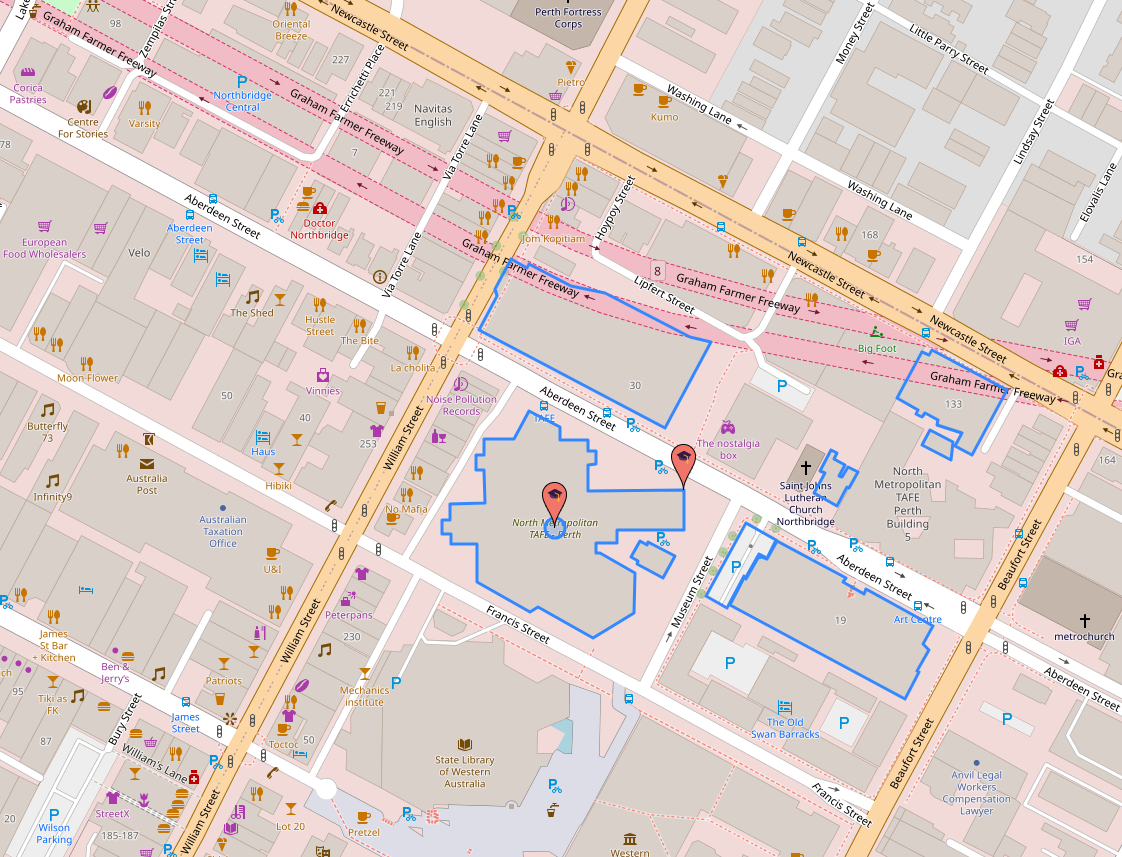 Lake
98
Zemplas Str
Graham Farmer Freeway
Oriental
Breeze
Newcastle Street
Perth Fortress
Corps
Money Street
Little Parry Street
227
Errichetti Place
Pietro
Corica
Pastries
P
Northbridge
Central
221
219
Navitas
English
Kumo
Washing Lane
Centre
For Stories
Varsity
Graham Farmer Freeway
Lindsay Street
78
7
Via Torre Lane
Elovalis Lane
Washing Lane
Aberdeen Street
Doctor
Northbridge
Hoypoy Street
Aberdeen
Street
European
Food Wholesalers
Velo
Jom Kopitiam
168
Graham Farmer Freeway
8
Newcastle Street
154
Via Torre Lane
Lipfert Street
Graham Farmer Freeway
The Shed
Hustle
Street
The Bite
Newcastle Street
IGA
Big Foot
Moon Flower
La cholita
Graham Farmer Freeway
Gra
30
P
50
Vinnies
Noise Pollution
Records
Aberdeen Street
133
Butterfly
73
40
TAFE
253
William Street
Haus
The nostalgia
box
164
Australia
Post
Hibiki
Saint Johns
Lutheran
Church
Northbridge
North
Metropolitan
TAFE
Perth
Building
5
Infinity9
No Mafia
North Metropolitan
TAFE - Perth
Australian
Taxation
Office
U&I
P
Beaufort Street
Aberdeen Street
Museum Street
Peterpans
Art Centre
James
St Bar
+ Kitchen
William Street
Francis Street
19
230
metrochurch
Ben &
Jerry's
ch
Patriots
P
Aberdeen Street
95
Tiki as
FK
Mechanics
institute
P
James
Street
Bury Street
The Old
Swan Barracks
P
P
87
Toctoc
50
Beaufort Street
William's Lane
State Library
of Western
Australia
Anvil Legal
Workers
Compensation
Lawyer
StreetX
Francis Street
20
P
Wilson
Parking
185-187
William Street
Lot 20
Pretzel
Western